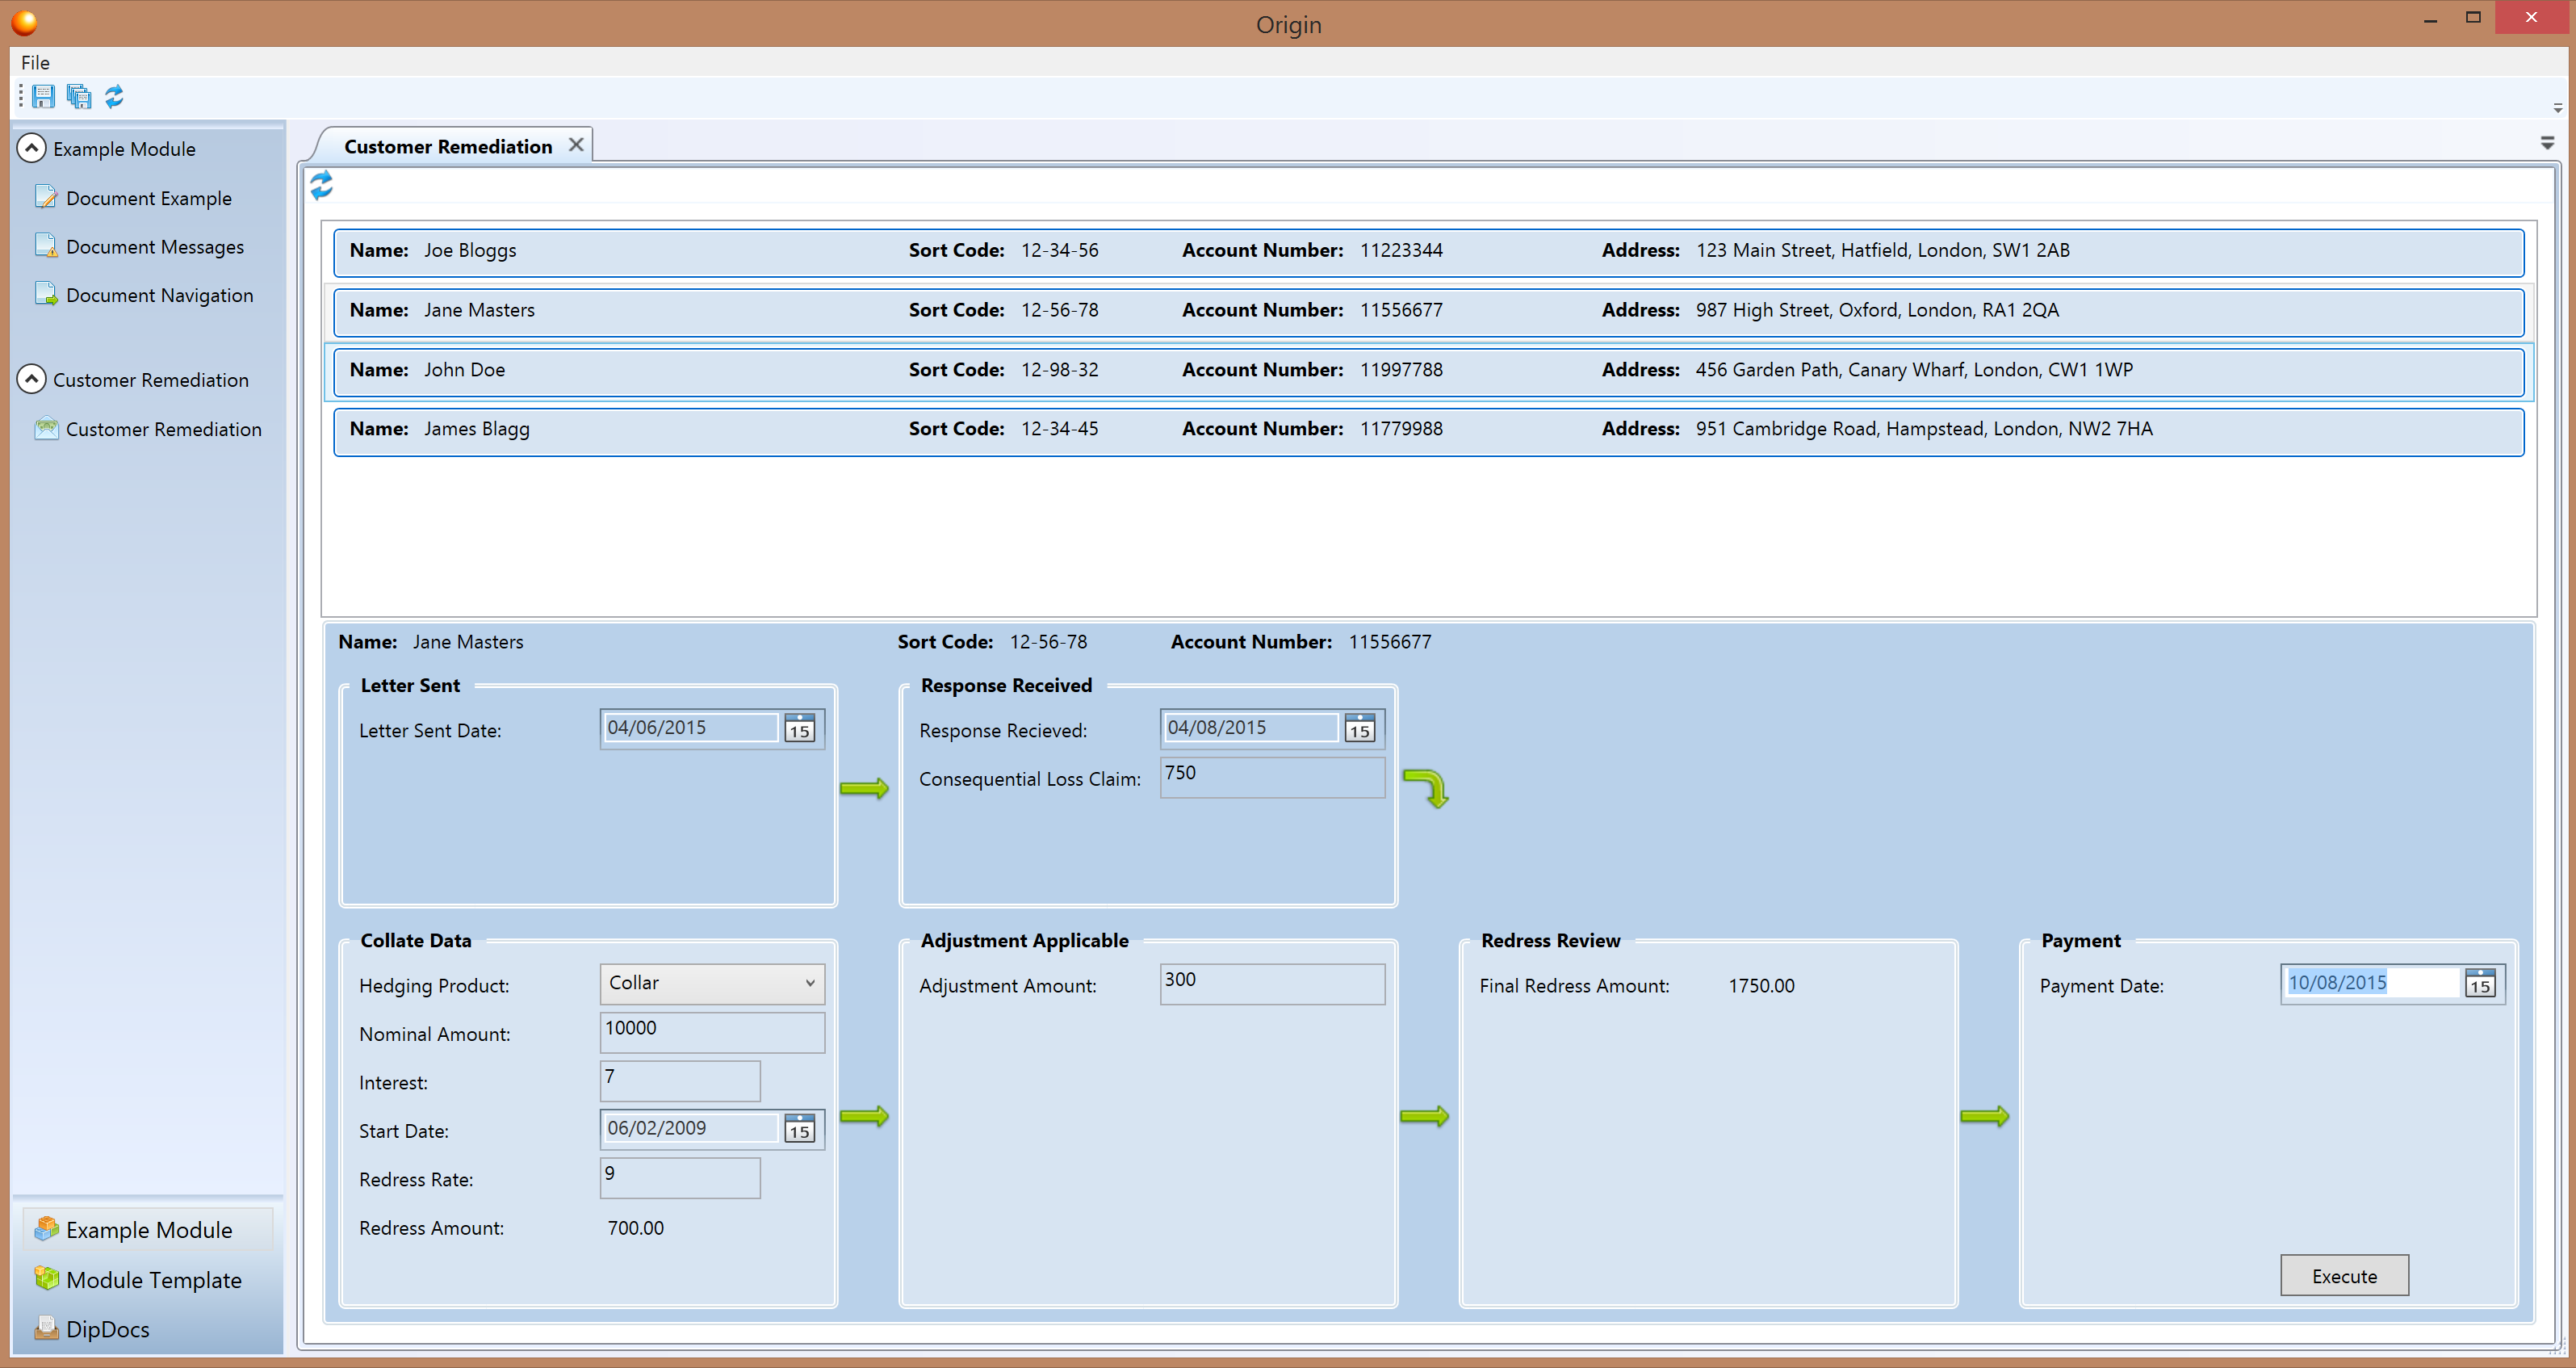 Origin
File
Example Module
Document Example
Document Messages
Document Navigation
Customer Remediation
Customer Remediation
Example Module
Module Template
DipDocs
Customer Remediation
Name: Joe Bloggs Sort Code: 12-34-56 Account Number: 11223344 Address: 123 Main Street, Hatfield, London, SW1 2AB
Name: Jane Masters Sort Code: 12-56-78 Account Number: 11556677 Address: 987 High Street, Oxford, London, RA1 2QA
Name: John Doe Sort Code: 12-98-32 Account Number: 11997788 Address: 456 Garden Path, Canary Wharf, London, CW1 1WP
Name: James Blagg Sort Code: 12-34-45 Account Number: 11779988 Address: 951 Cambridge Road, Hampstead, London, NW2 7HA
Name: Jane Masters Sort Code: 12-56-78 Account Number: 11556677
Letter Sent
Letter Sent Date: 04/06/2015 15
Response Received
Response Recieved: 04/08/2015 15
Consequential Loss Claim: 750
Collate Data
Hedging Product: Collar
Nominal Amount: 10000
Interest: 7
Start Date: 06/02/2009 15
Redress Rate: 9
Redress Amount: 700.00
Adjustment Applicable
Adjustment Amount: 300
Redress Review
Final Redress Amount: 1750.00
Payment
Payment Date: 10/08/2015 15
Execute